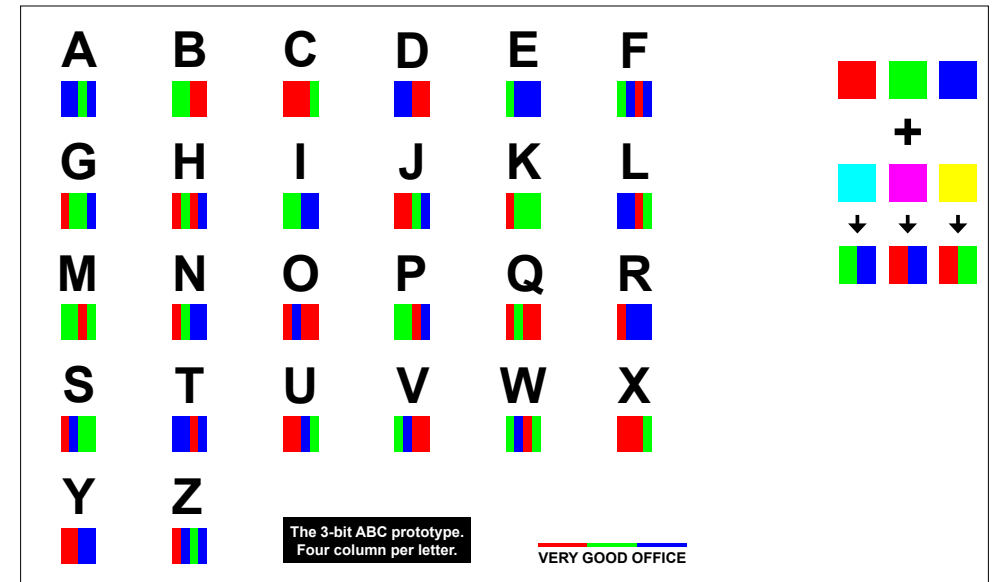 A B C D E F
+
G H I J K L
M N O P Q R
S T U V W X
Y Z
The 3-bit ABC prototype.
Four column per letter.
VERY GOOD OFFICE